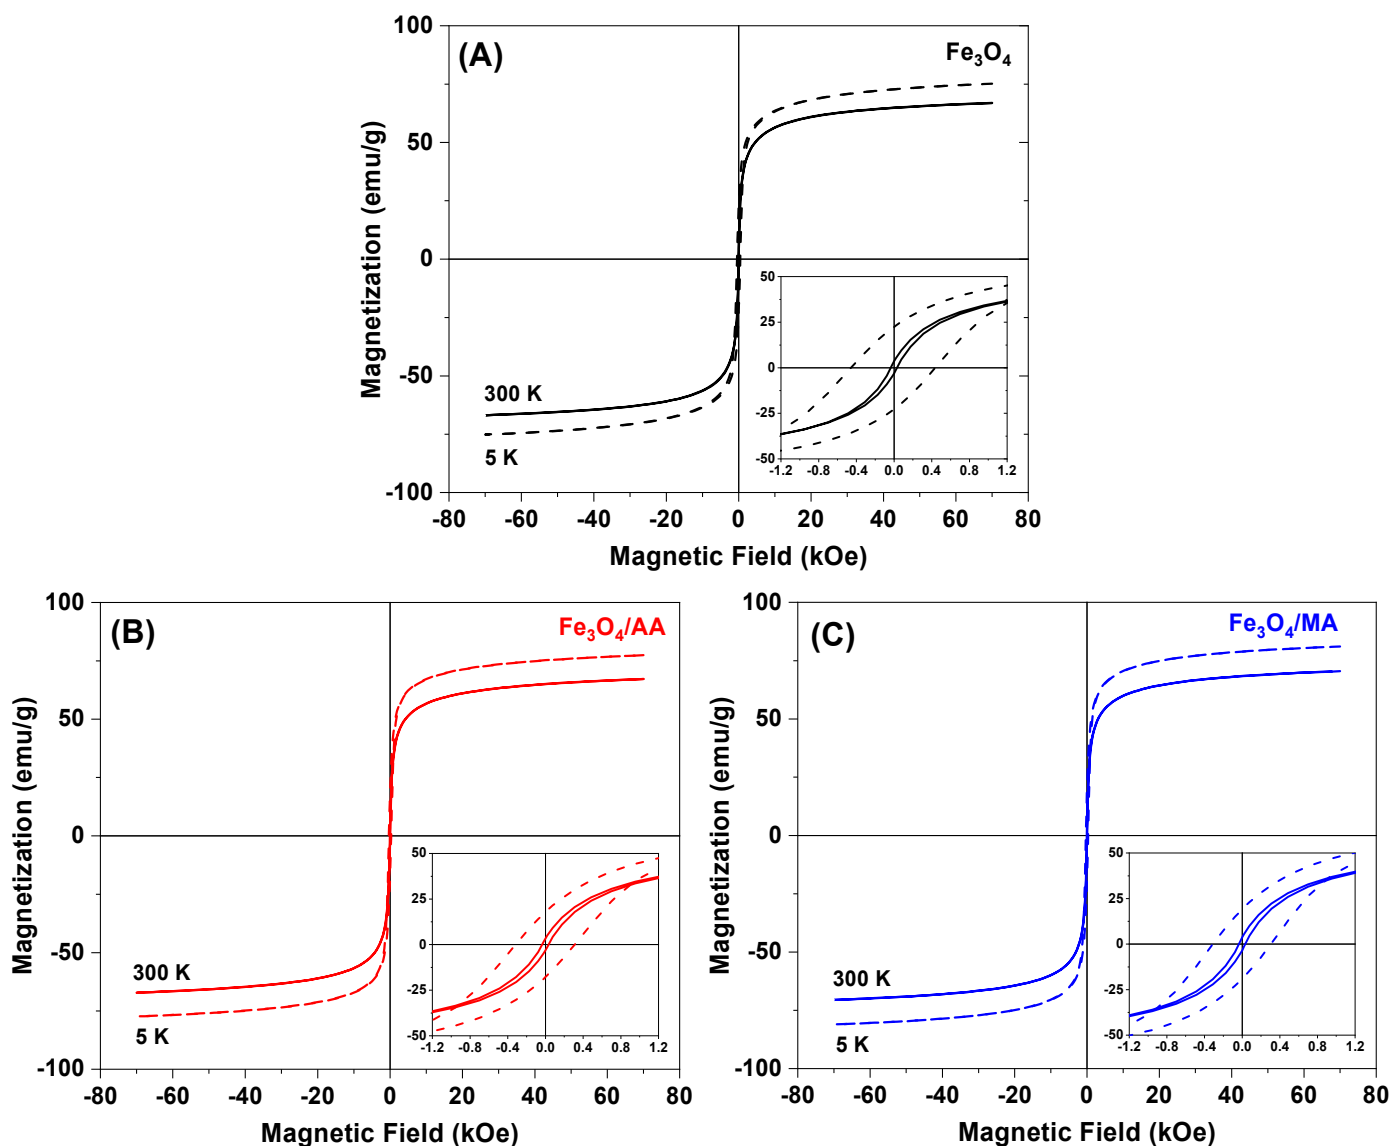 (A)
Fe₃O₄
Magnetization (emu/g)
100
50
0
-50
-100
300 K
5 K
50
25
0
-25
-50
-1.2 -0.8 -0.4 0.0 0.4 0.8 1.2
-80 -60 -40 -20 0 20 40 60 80
Magnetic Field (kOe)
(B)
Fe₃O₄/AA
Magnetization (emu/g)
100
50
0
-50
-100
300 K
5 K
50
25
0
-25
-50
-1.2 -0.8 -0.4 0.0 0.4 0.8 1.2
-80 -60 -40 -20 0 20 40 60 80
Magnetic Field (kOe)
(C)
Fe₃O₄/MA
Magnetization (emu/g)
100
50
0
-50
-100
300 K
5 K
50
25
0
-25
-50
-1.2 -0.8 -0.4 0.0 0.4 0.8 1.2
-80 -60 -40 -20 0 20 40 60 80
Magnetic Field (kOe)